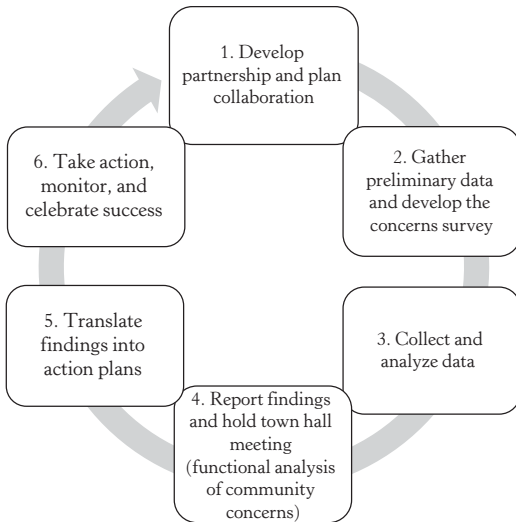 1. Develop
partnership and plan
collaboration
2. Gather
preliminary data
and develop the
concerns survey
3. Collect and
analyze data
4. Report findings
and hold town hall
meeting
(functional analysis
of community
concerns)
5. Translate
findings into
action plans
6. Take action,
monitor, and
celebrate success